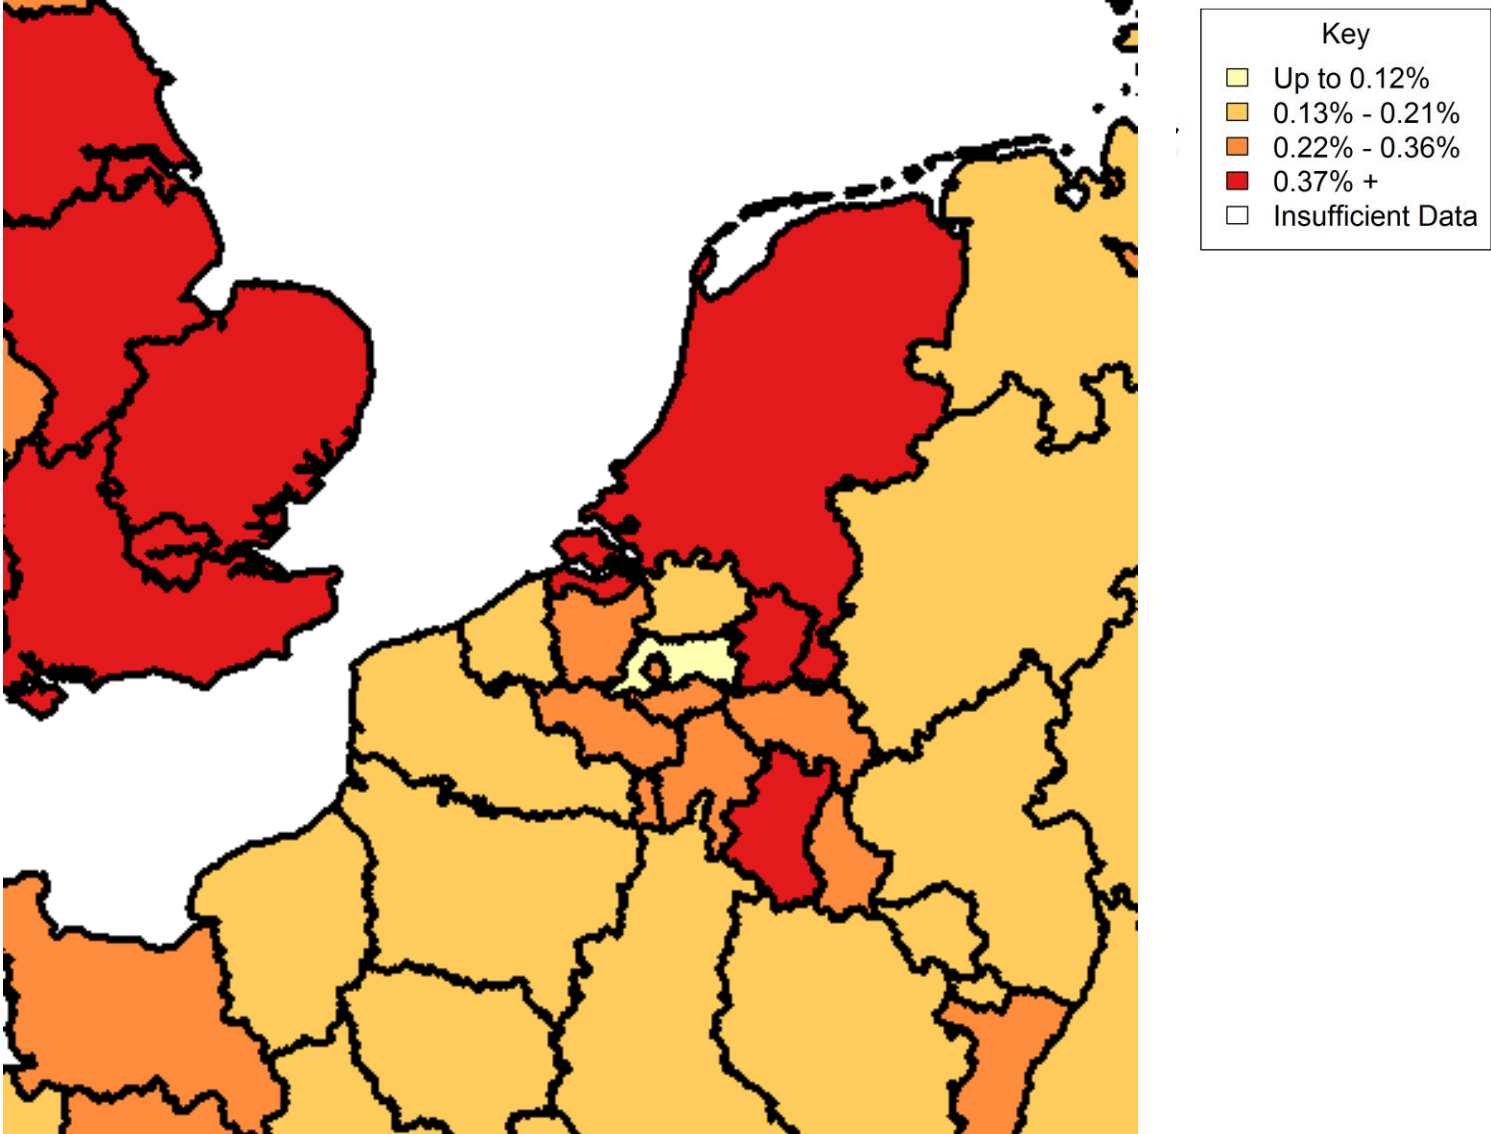 Key
Up to 0.12%
0.13% - 0.21%
0.22% - 0.36%
0.37% +
Insufficient Data